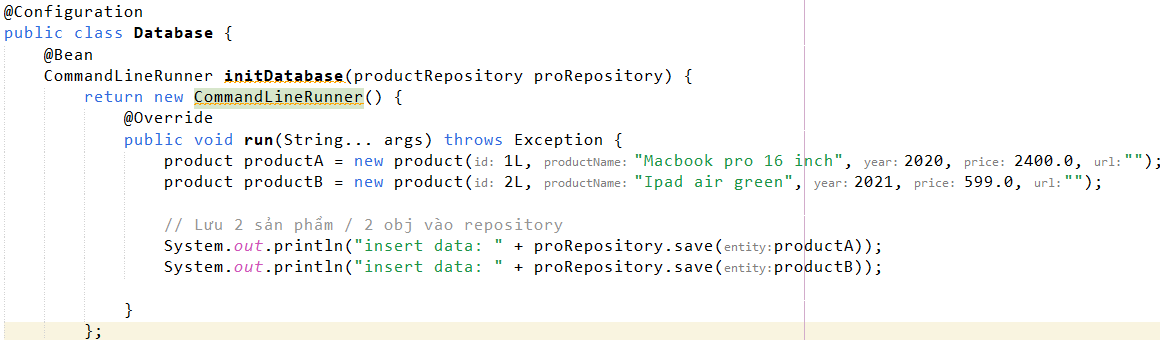 @Configuration
public class Database {
@Bean
CommandLineRunner initDatabase(productRepository proRepository) {
return new CommandLineRunner() {
@Override
public void run(String... args) throws Exception {
product productA = new product(id: 1L, productName: "Macbook pro 16 inch", year: 2020, price: 2400.0, url:"");
product productB = new product(id: 2L, productName: "Ipad air green", year: 2021, price: 599.0, url:"");
// Lưu 2 sản phẩm / 2 obj vào repository
System.out.println("insert data: " + proRepository.save(entity:productA));
System.out.println("insert data: " + proRepository.save(entity:productB));
}
};